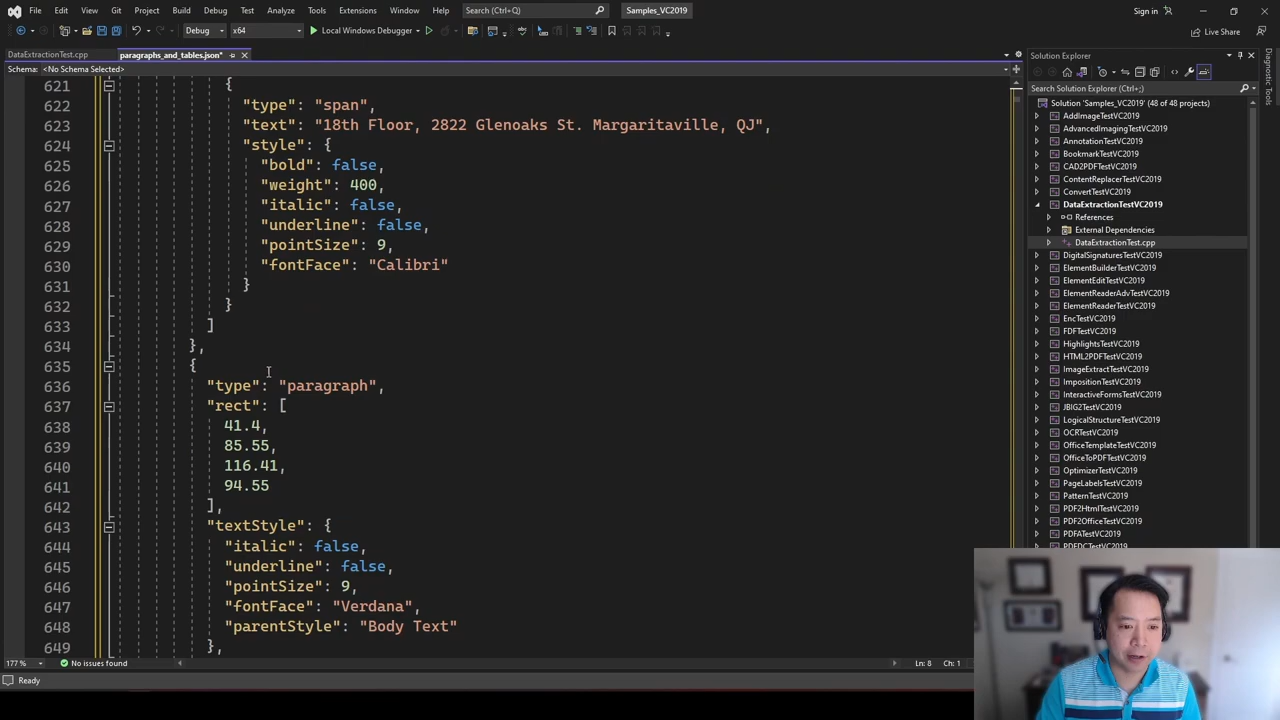 File Edit View Git Project Build Debug Test Analyze Tools Extensions Window Help Search (Ctrl+Q) Samples_VC2019 Sign in
Debug x64 Local Windows Debugger Live Share
DataExtractionTest.cpp paragraphs_and_tables.json*
Schema: <No Schema Selected>
621 {
622 "type": "span",
623 "text": "18th Floor, 2822 Glenoaks St. Margaritaville, QJ",
624 "style": {
625 "bold": false,
626 "weight": 400,
627 "italic": false,
628 "underline": false,
629 "pointSize": 9,
630 "fontFace": "Calibri"
631 }
632 }
633 ]
634 },
635 {
636 "type": "paragraph",
637 "rect": [
638 41.4,
639 85.55,
640 116.41,
641 94.55
642 ],
643 "textStyle": {
644 "italic": false,
645 "underline": false,
646 "pointSize": 9,
647 "fontFace": "Verdana",
648 "parentStyle": "Body Text"
649 },
177 % No issues found Ln: 8 Ch: 1
Ready
Solution Explorer
Search Solution Explorer (Ctrl+;)
Solution 'Samples_VC2019' (48 of 48 projects)
AddImageTestVC2019
AdvancedImagingTestVC2019
AnnotationTestVC2019
BookmarkTestVC2019
CAD2PDFTestVC2019
ContentReplacerTestVC2019
ConvertTestVC2019
DataExtractionTestVC2019
References
External Dependencies
DataExtractionTest.cpp
DigitalSignaturesTestVC2019
ElementBuilderTestVC2019
ElementEditTestVC2019
ElementReaderAdvTestVC2019
ElementReaderTestVC2019
EncTestVC2019
FDFTestVC2019
HighlightsTestVC2019
HTML2PDFTestVC2019
ImageExtractTestVC2019
ImpositionTestVC2019
InteractiveFormsTestVC2019
JBIG2TestVC2019
LogicalStructureTestVC2019
OCRTestVC2019
OfficeTemplateTestVC2019
OfficeToPDFTestVC2019
OptimizerTestVC2019
PageLabelsTestVC2019
PatternTestVC2019
PDF2HtmlTestVC2019
PDF2OfficeTestVC2019
PDFATestVC2019
PDFDCTestVC2019
Diagnostic Tools